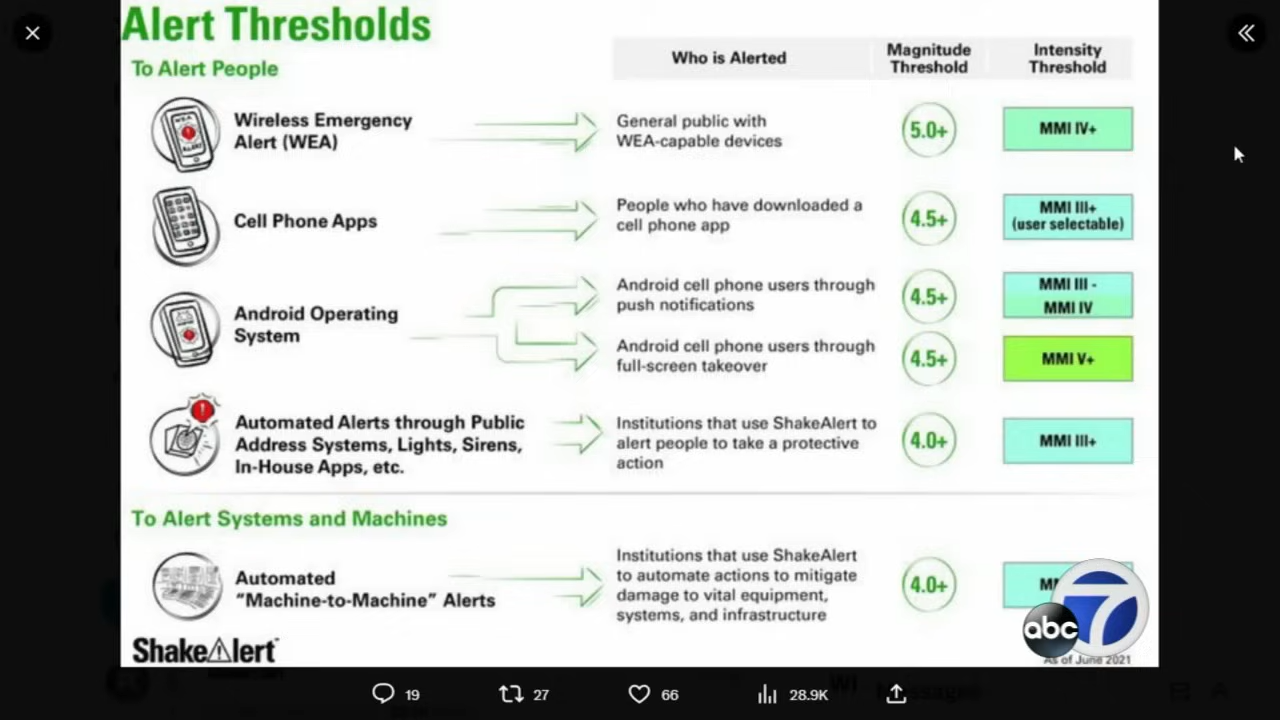 Alert Thresholds
To Alert People
Who is Alerted
Magnitude
Threshold
Intensity
Threshold
Wireless Emergency
Alert (WEA)
General public with
WEA-capable devices
5.0+
MMI IV+
Cell Phone Apps
People who have downloaded a
cell phone app
4.5+
MMI III+
(user selectable)
Android Operating
System
Android cell phone users through
push notifications
4.5+
MMI III -
MMI IV
Android cell phone users through
full-screen takeover
4.5+
MMI V+
Automated Alerts through Public
Address Systems, Lights, Sirens,
In-House Apps, etc.
Institutions that use ShakeAlert to
alert people to take a protective
action
4.0+
MMI III+
To Alert Systems and Machines
Automated
“Machine-to-Machine” Alerts
Institutions that use ShakeAlert
to automate actions to mitigate
damage to vital equipment,
systems, and infrastructure
4.0+
abc 7
ShakeAlert
As of June 2021
19
27
66
28.9K